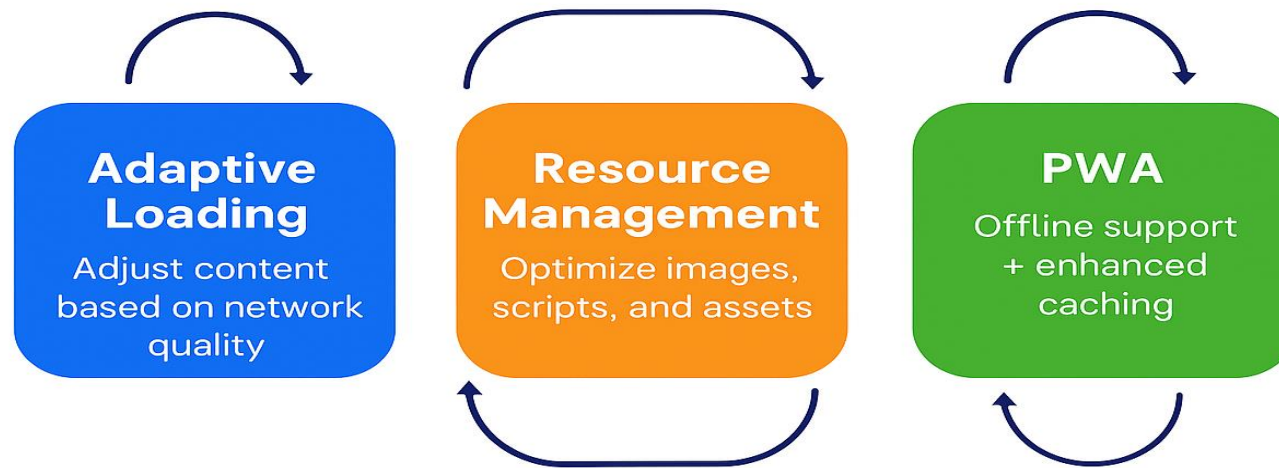 Adaptive
Loading
Adjust content
based on network
quality
Resource
Management
Optimize images,
scripts, and assets
PWA
Offline support
+ enhanced
caching